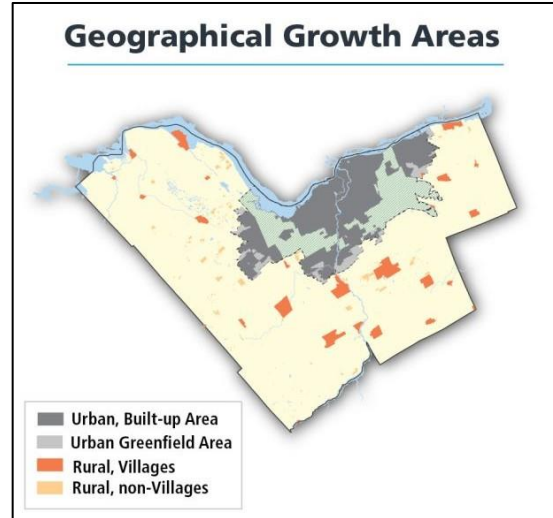 Geographical Growth Areas
Urban, Built-up Area
Urban Greenfield Area
Rural, Villages
Rural, non-Villages